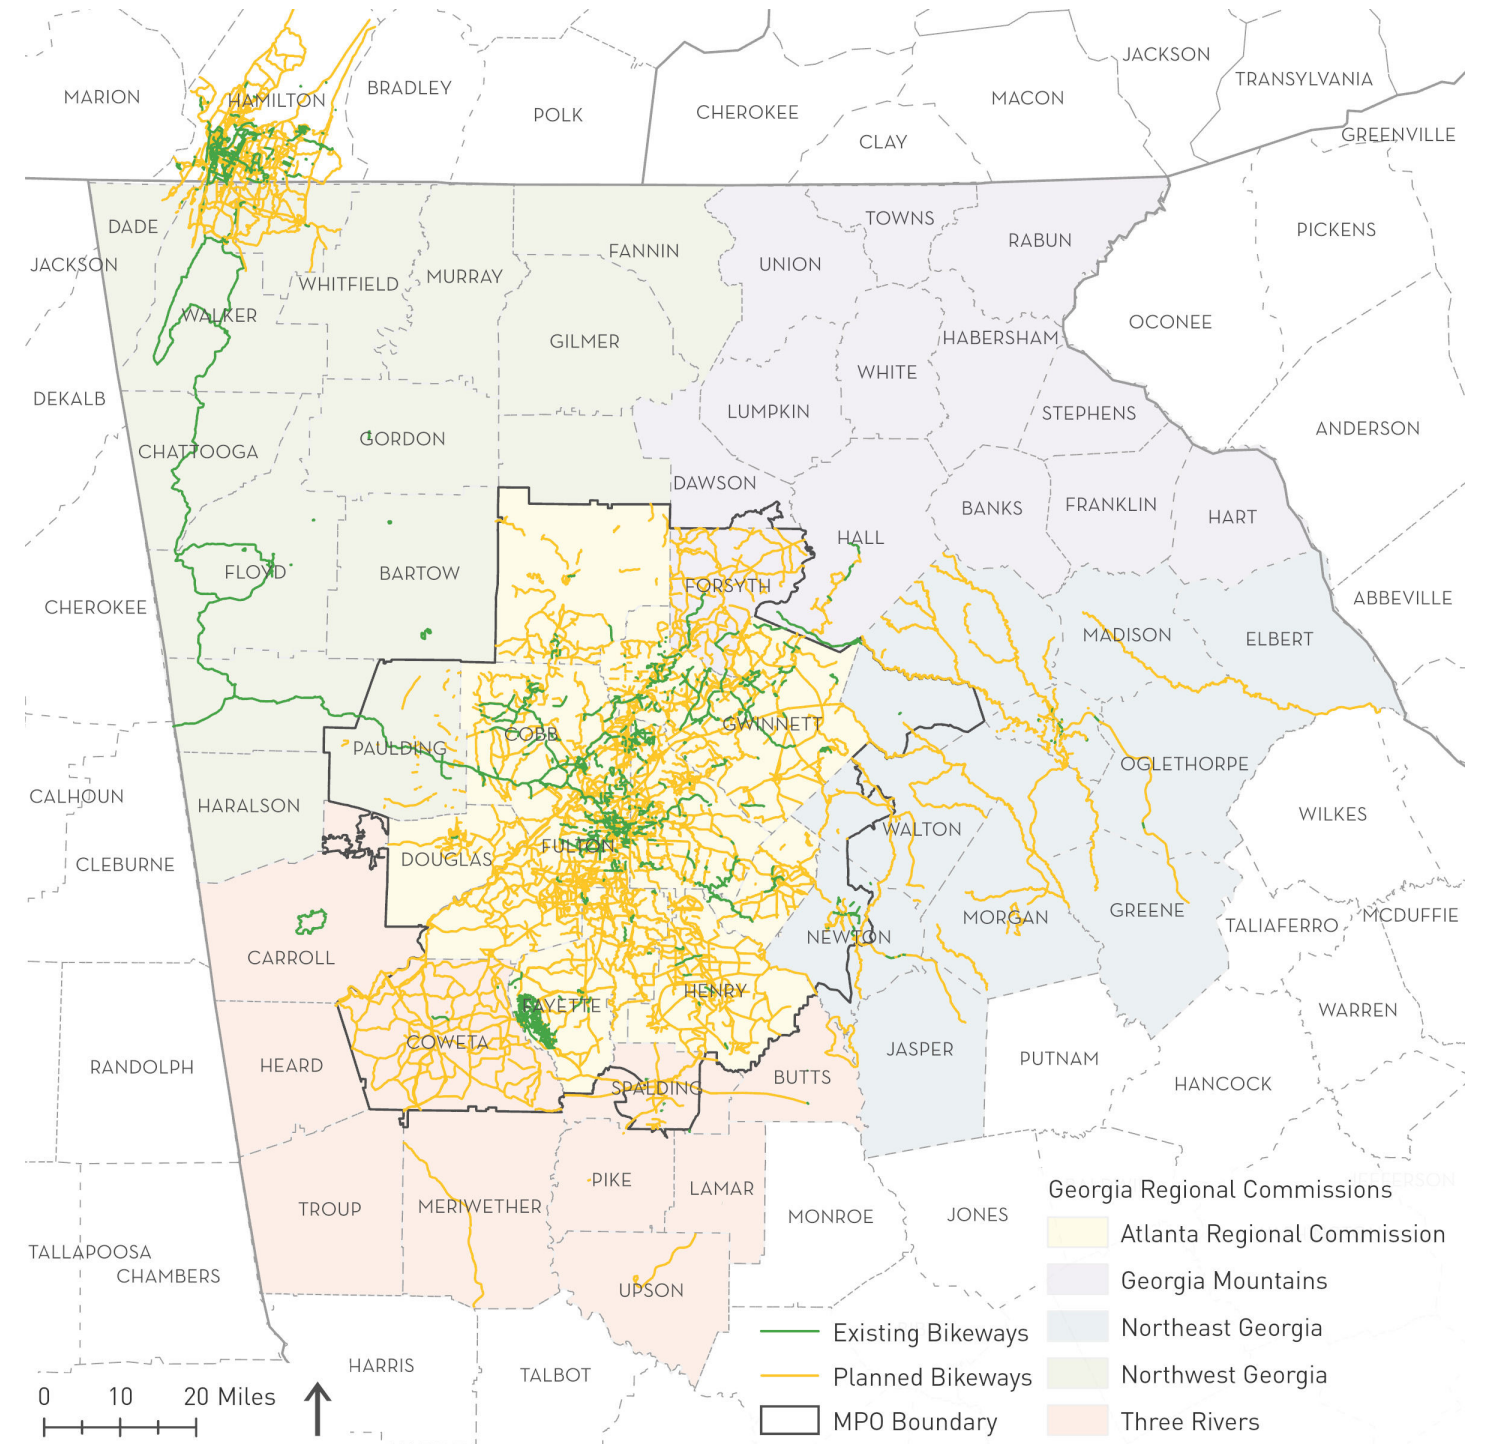 JACKSON
TRANSYLVANIA
MARION
HAMILTON
BRADLEY
POLK
CHEROKEE
MACON
CLAY
GREENVILLE
DADE
TOWNS
RABUN
PICKENS
JACKSON
FANNIN
UNION
WHITFIELD
MURRAY
WALKER
OCONEE
GILMER
HABERSHAM
WHITE
DEKALB
LUMPKIN
STEPHENS
ANDERSON
GORDON
CHATTOOGA
DAWSON
BANKS
FRANKLIN
HART
HALL
FLOYD
BARTOW
FORSYTH
CHEROKEE
ABBEVILLE
MADISON
ELBERT
GWINNETT
COBB
PAULDING
OGLETHORPE
CALHOUN
HARALSON
WILKES
WALTON
FULTON
DOUGLAS
CLEBURNE
GREENE
MORGAN
MCDUFFIE
TALIAFERRO
NEWTON
CARROLL
HENRY
FAYETTE
WARREN
COWETA
JASPER
PUTNAM
HEARD
RANDOLPH
BUTTS
HANCOCK
SPALDING
PIKE
LAMAR
JEFFERSON
TROUP
MERIWETHER
MONROE
JONES
TALLAPOOSA
CHAMBERS
UPSON
HARRIS
TALBOT
Georgia Regional Commissions
Atlanta Regional Commission
Georgia Mountains
Northeast Georgia
Northwest Georgia
Three Rivers
Existing Bikeways
Planned Bikeways
MPO Boundary
0 10 20 Miles